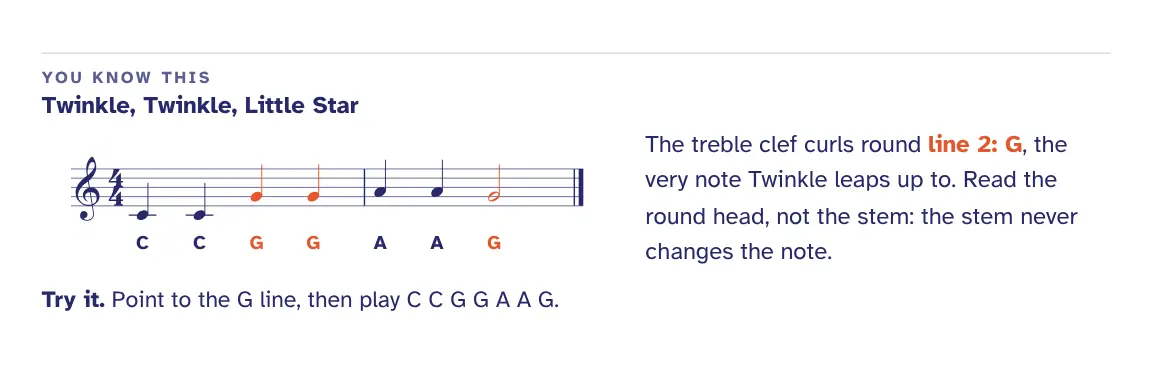 YOU KNOW THIS
Twinkle, Twinkle, Little Star
4
4
C C G G A A G
Try it. Point to the G line, then play C C G G A A G.
The treble clef curls round line 2: G, the
very note Twinkle leaps up to. Read the
round head, not the stem: the stem never
changes the note.